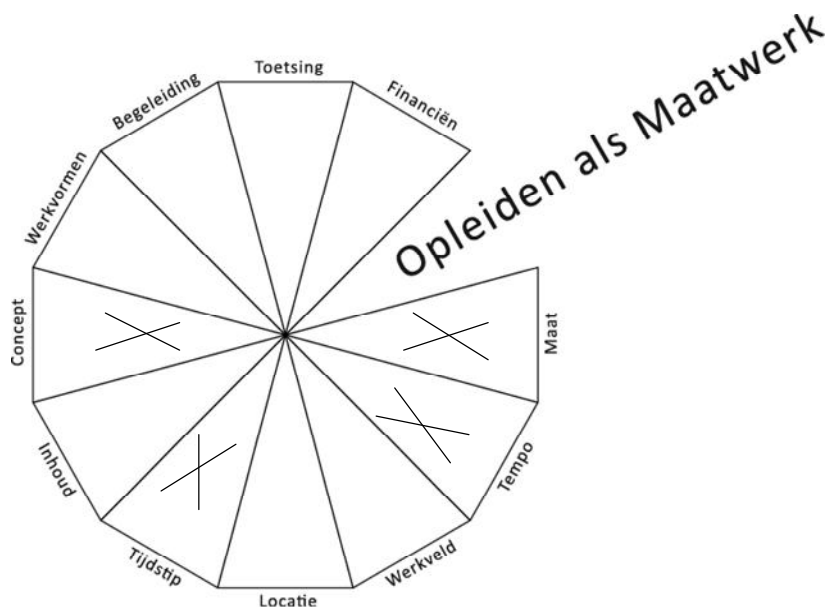 Opleiden als Maatwerk
Toetsing
Financiën
Begeleiding
Werkvormen
Concept
Maat
Inhoud
Tempo
Tijdstip
Werkveld
Locatie